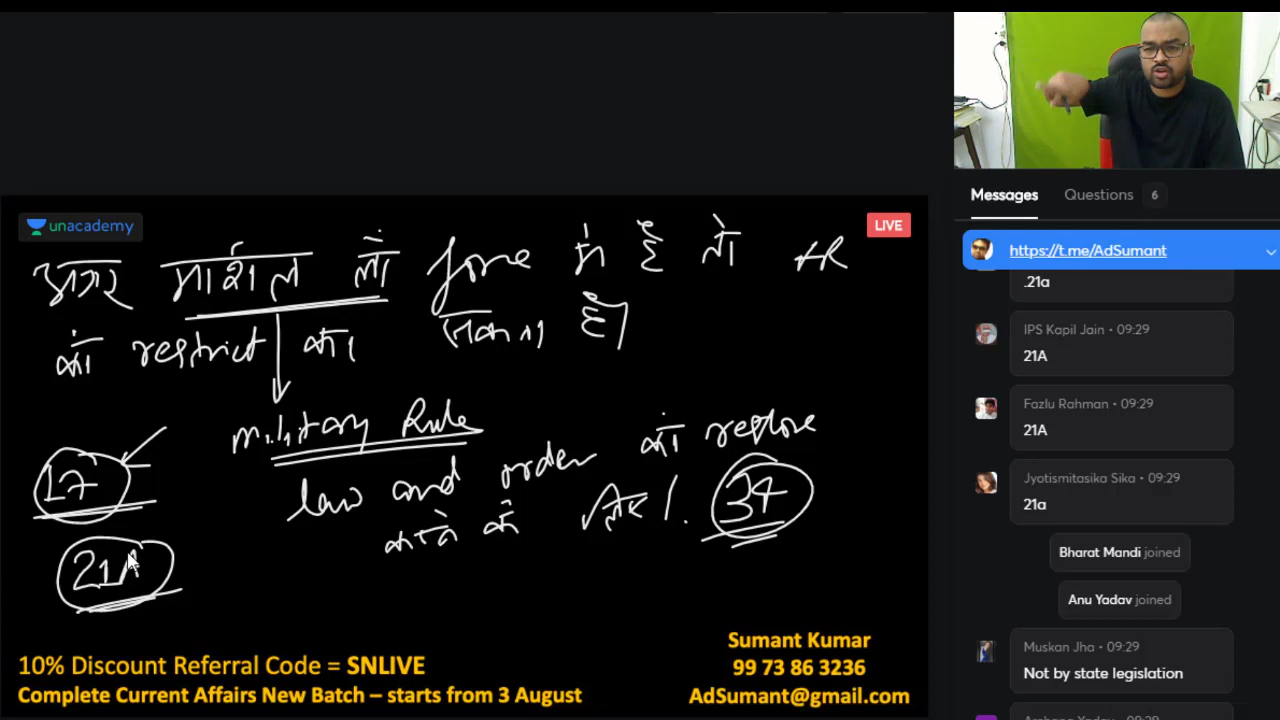 unacademy
LIVE
अगर मार्शल लॉ force में है तो FR
को restrict का सकता है।
military Rule
law and order को restore
करने के लिए। 34
17
21A
10% Discount Referral Code = SNLIVE
Complete Current Affairs New Batch – starts from 3 August
Sumant Kumar
99 73 86 3236
AdSumant@gmail.com
Messages
Questions 6
https://t.me/AdSumant
.21a
IPS Kapil Jain • 09:29
21A
Fazlu Rahman • 09:29
21A
Jyotismitasika Sika • 09:29
21a
Bharat Mandi joined
Anu Yadav joined
Muskan Jha • 09:29
Not by state legislation